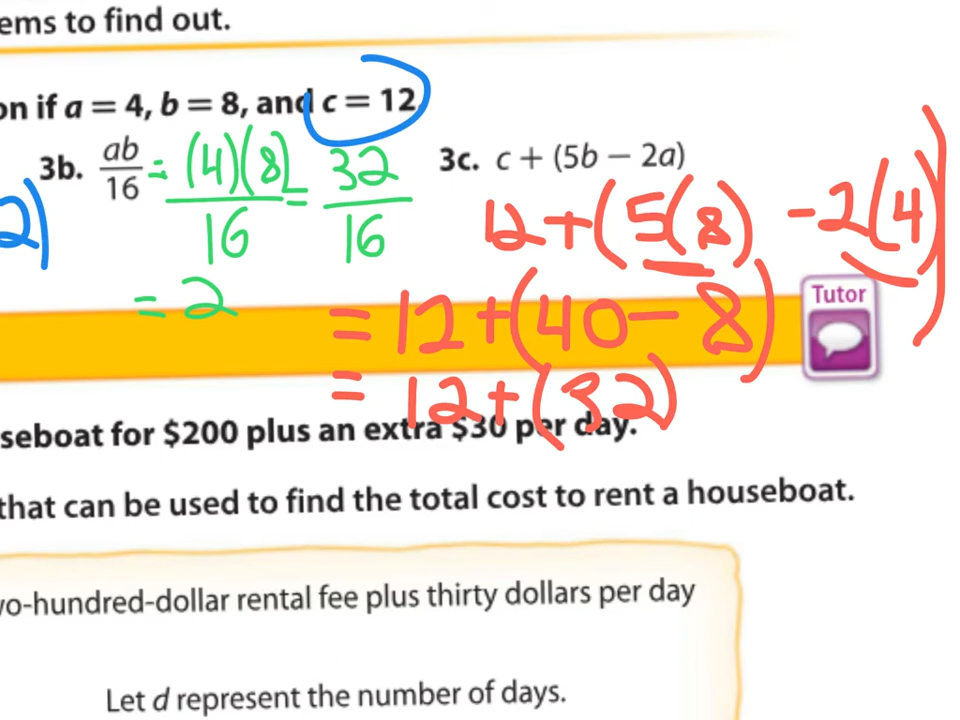 ems to find out.
on if a = 4, b = 8, and c = 12
3b. ab/16 = (4)(8)/16 = 32/16
= 2
2)
3c. c + (5b − 2a)
12+(5(8) -2(4))
= 12+(40-8)
= 12+(32)
Tutor
seboat for $200 plus an extra $30 per day.
that can be used to find the total cost to rent a houseboat.
vo-hundred-dollar rental fee plus thirty dollars per day
Let d represent the number of days.